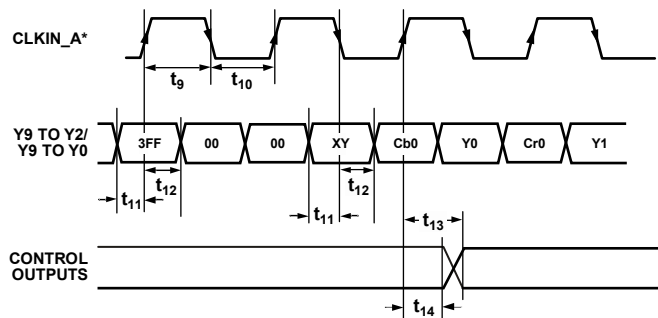 CLKIN_A*
t9
t10
Y9 TO Y2/
Y9 TO Y0
3FF
00
00
XY
Cb0
Y0
Cr0
Y1
t11
t12
t11
t12
t13
CONTROL
OUTPUTS
t14